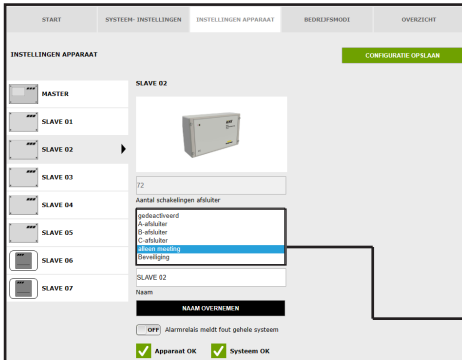 START SYSTEEM- INSTELLINGEN INSTELLINGEN APPARAAT BEDRIJFSMODI OVERZICHT
INSTELLINGEN APPARAAT
CONFIGURATIE OPSLAAN
MASTER
SLAVE 01
SLAVE 02
SLAVE 03
SLAVE 04
SLAVE 05
SLAVE 06
SLAVE 07
SLAVE 02
72
Aantal schakelingen afsluiter
gedeactiveerd
A-afsluiter
B-afsluiter
C-afsluiter
alleen meeting
Beveiliging
SLAVE 02
Naam
NAAM OVERNEMEN
OFF Alarmrelais meldt fout gehele systeem
Apparaat OK Systeem OK